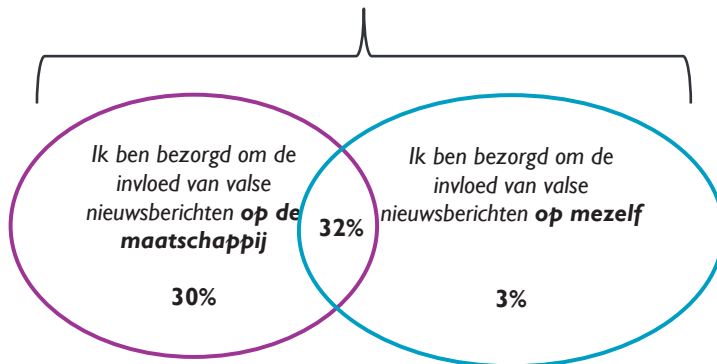 Ik ben bezorgd om de
invloed van valse
nieuwsberichten op de
maatschappij
30%
32%
Ik ben bezorgd om de
invloed van valse
nieuwsberichten op mezelf
3%